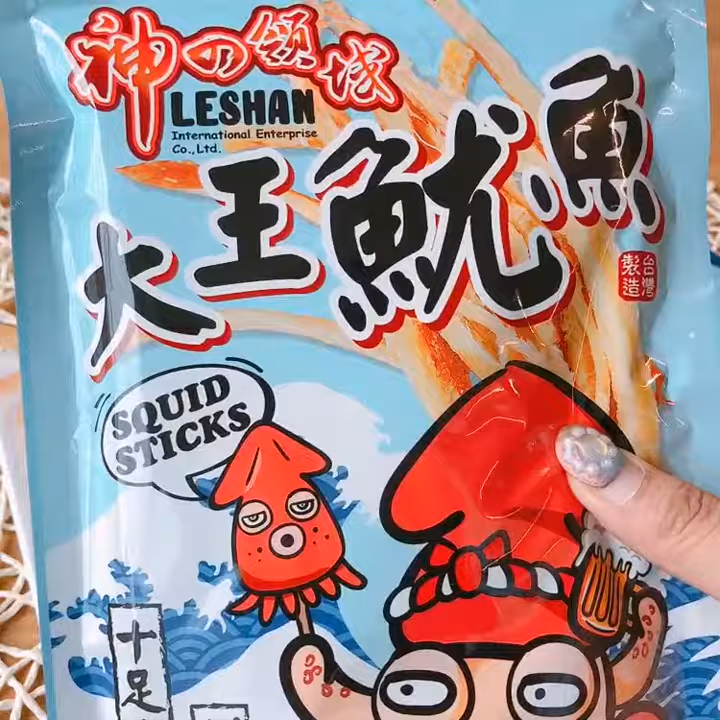 神の領域
LESHAN
International Enterprise
Co.,Ltd.
大王魷魚
台灣
製造
SQUID
STICKS
十足